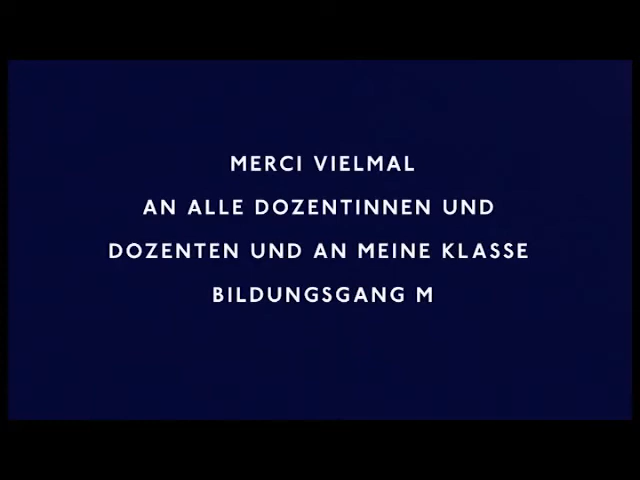 MERCI VIELMAL
AN ALLE DOZENTINNEN UND
DOZENTEN UND AN MEINE KLASSE
BILDUNGSGANG M